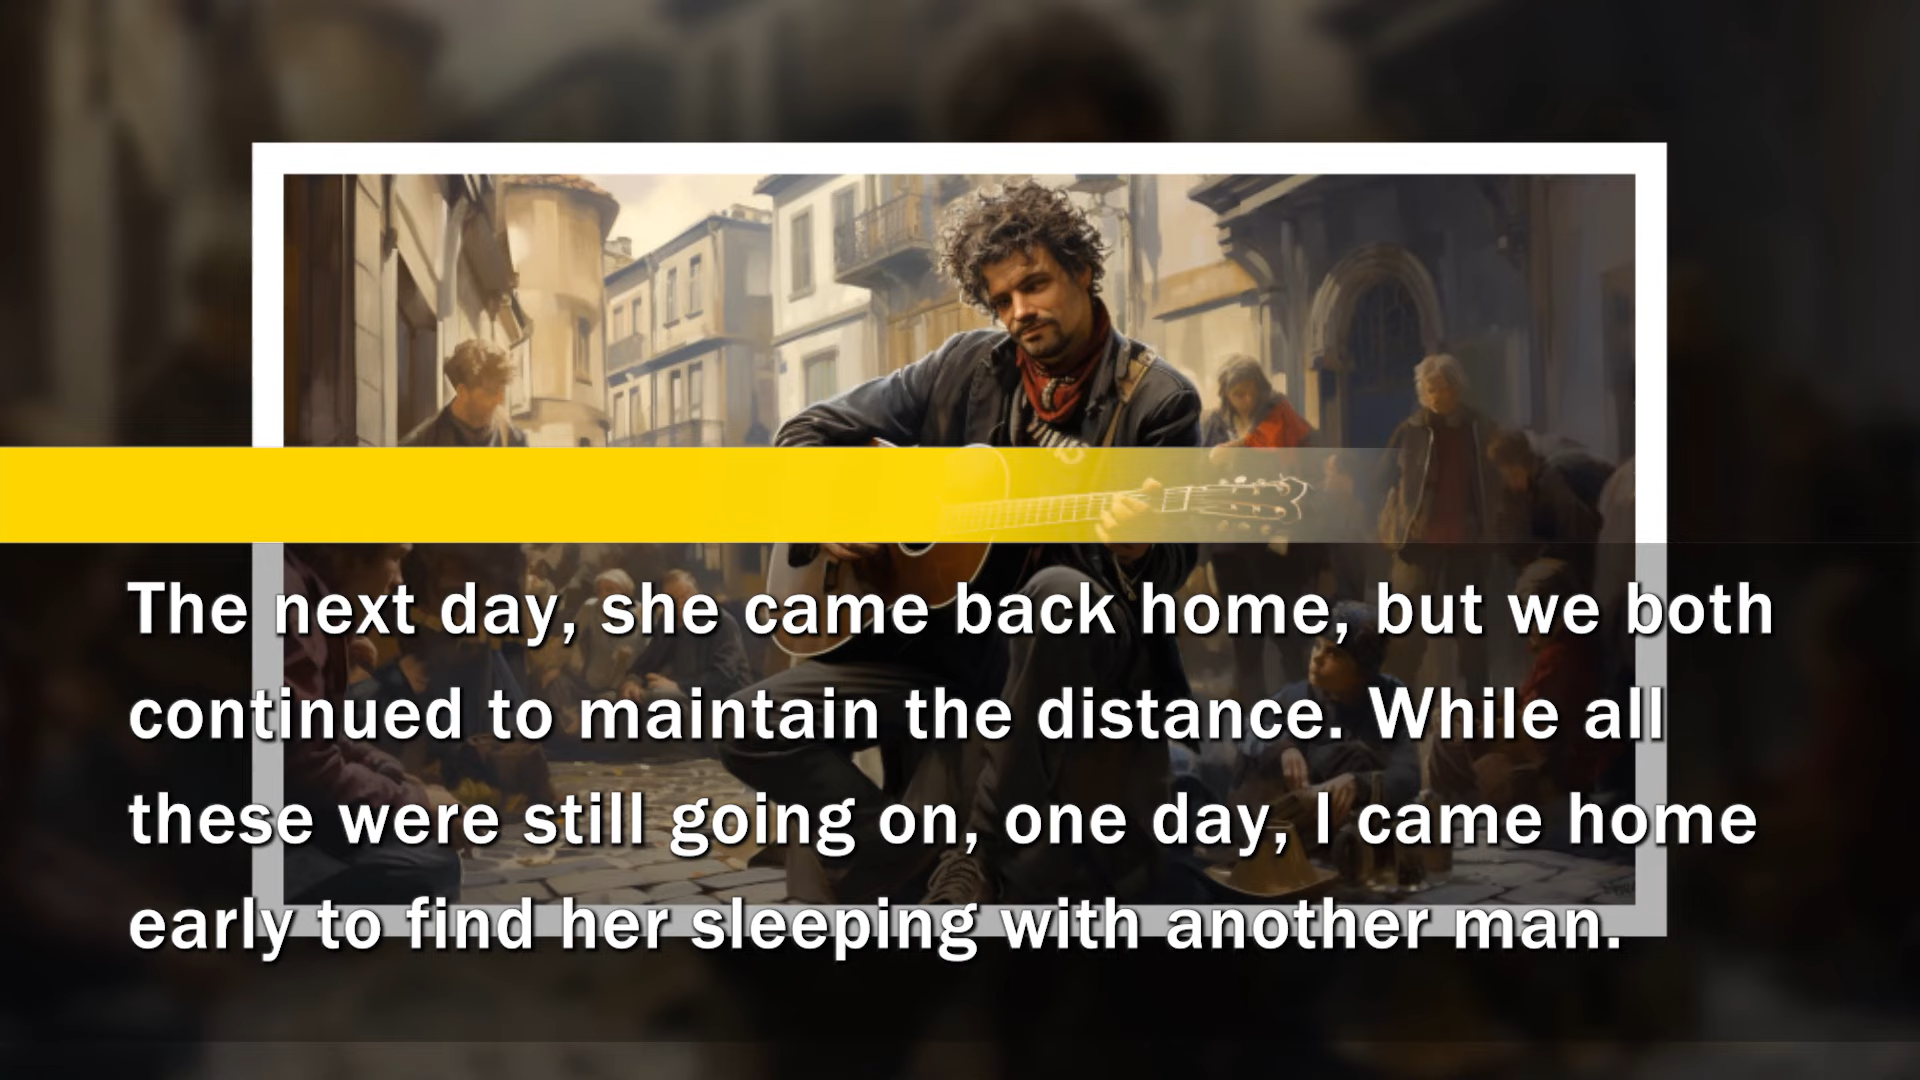 The next day, she came back home, but we both
continued to maintain the distance. While all
these were still going on, one day, I came home
early to find her sleeping with another man.